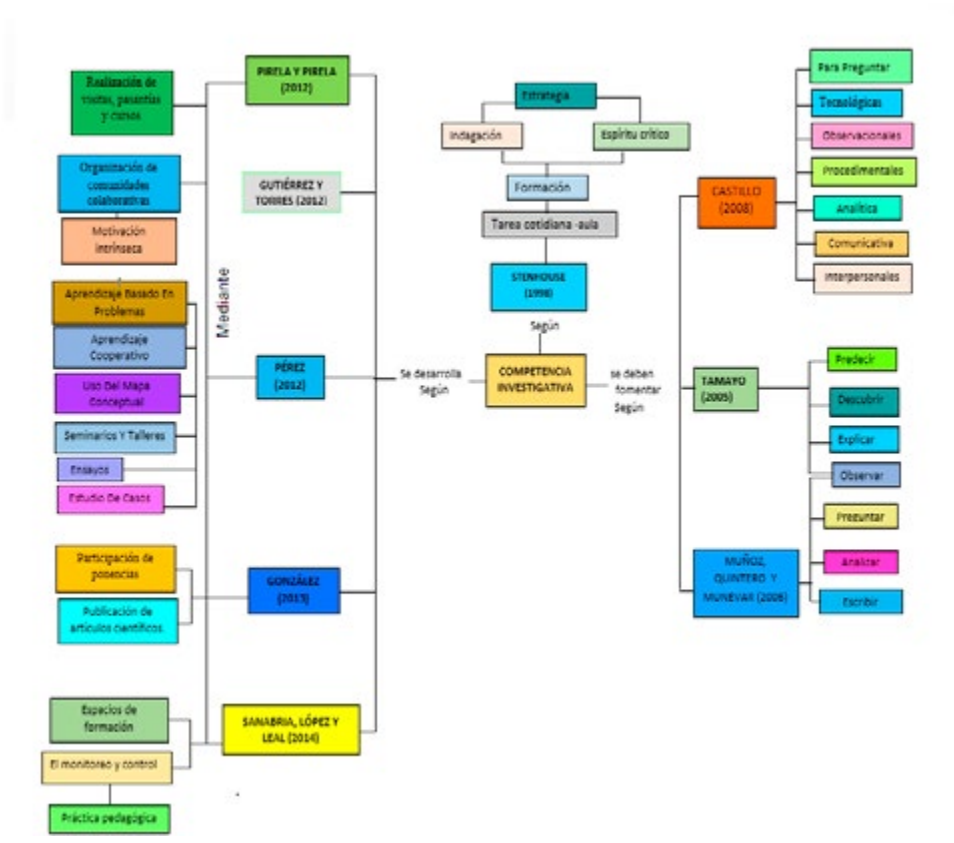 PIRELA Y PIRELA
(2012)
Realización de
visitas, pasantías
y cursos
Organización de
comunidades
colaborativas
Motivación
intrínseca
GUTIÉRREZ Y
TORRES (2012)
Mediante
Aprendizaje Basado En
Problemas
Aprendizaje
Cooperativo
Uso Del Mapa
Conceptual
Seminarios Y Talleres
Ensayos
Estudio De Casos
PÉREZ
(2012)
Participación de
ponencias
Publicación de
artículos científicos.
GONZÁLEZ
(2013)
Espacios de
formación
El monitoreo y control
Práctica pedagógica
SANABRIA, LÓPEZ Y
LEAL (2014)
Se desarrolla
Según
Estrategia
Indagación
Espíritu crítico
Formación
Tarea cotidiana -aula
STENHOUSE
(1998)
Según
COMPETENCIA
INVESTIGATIVA
se deben
fomentar
Según
CASTILLO
(2008)
Para Preguntar
Tecnológicas
Observacionales
Procedimentales
Analítica
Comunicativa
Interpersonales
TAMAYO
(2005)
Predecir
Descubrir
Explicar
Observar
Preguntar
Analizar
Escribir
MUÑOZ,
QUINTERO Y
MUNEVAR (2006)